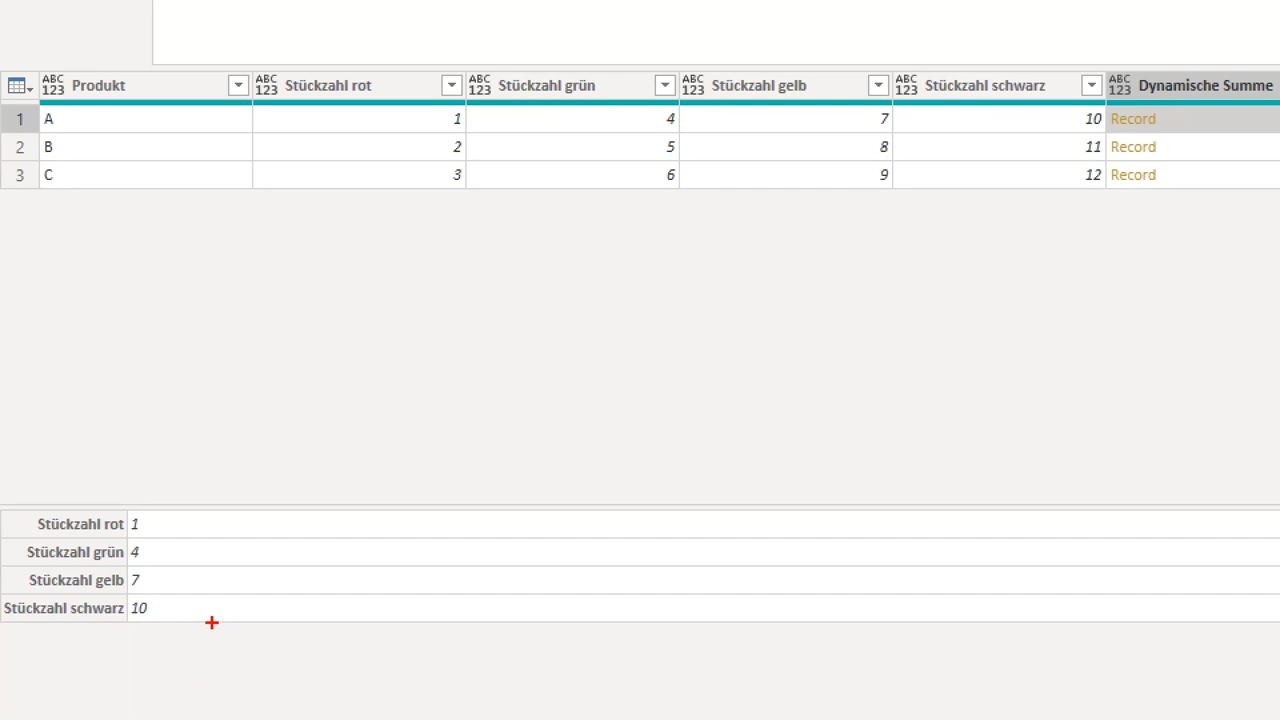 ABC 123 Produkt ABC 123 Stückzahl rot ABC 123 Stückzahl grün ABC 123 Stückzahl gelb ABC 123 Stückzahl schwarz ABC 123 Dynamische Summe
1 A 1 4 7 10 Record
2 B 2 5 8 11 Record
3 C 3 6 9 12 Record
Stückzahl rot 1
Stückzahl grün 4
Stückzahl gelb 7
Stückzahl schwarz 10